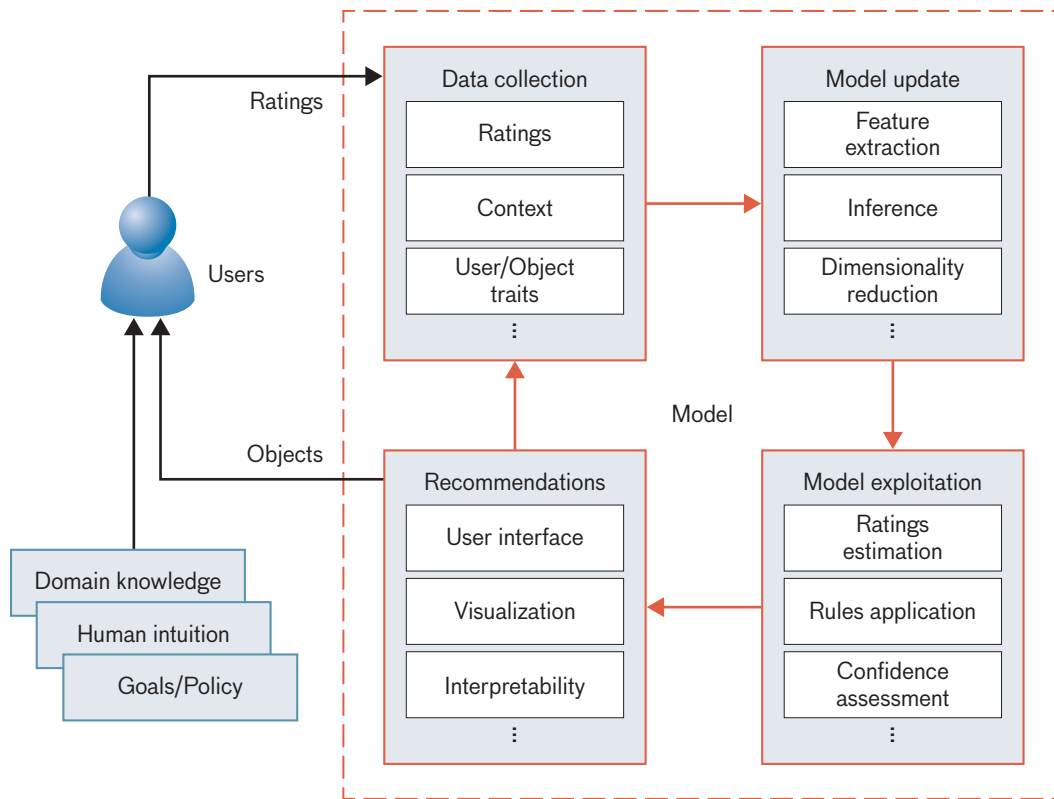 Ratings
Users
Objects
Domain knowledge
Human intuition
Goals/Policy
Data collection
Ratings
Context
User/Object
traits
⋮
Model update
Feature
extraction
Inference
Dimensionality
reduction
⋮
Model
Recommendations
User interface
Visualization
Interpretability
⋮
Model exploitation
Ratings
estimation
Rules application
Confidence
assessment
⋮